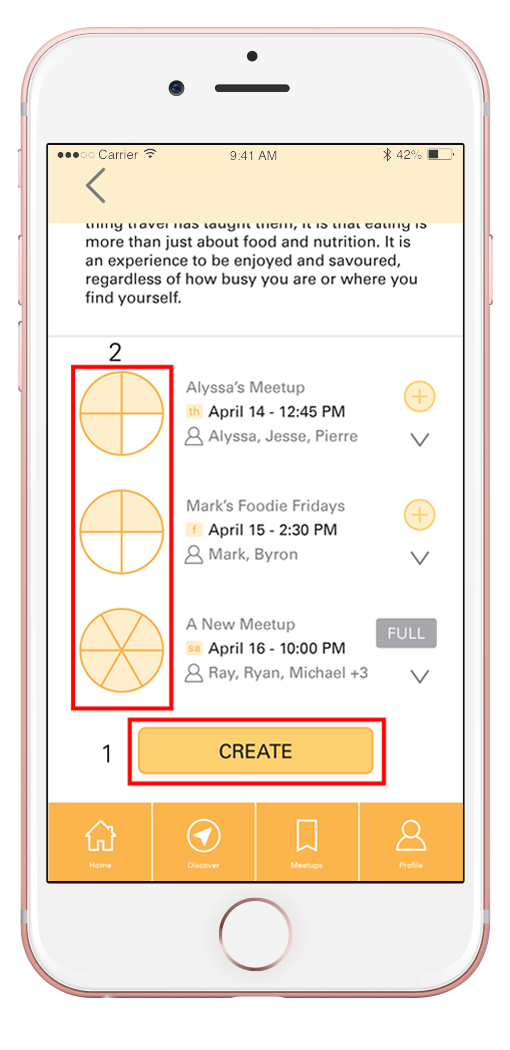 ●●●○○ Carrier 9:41 AM 42%
thing travel has taught them, it is that eating is
more than just about food and nutrition. It is
an experience to be enjoyed and savoured,
regardless of how busy you are or where you
find yourself.
2
Alyssa's Meetup
th April 14 - 12:45 PM
Alyssa, Jesse, Pierre
Mark's Foodie Fridays
f April 15 - 2:30 PM
Mark, Byron
A New Meetup
sa April 16 - 10:00 PM
FULL
Ray, Ryan, Michael +3
1
CREATE
Home Discover Meetups Profile